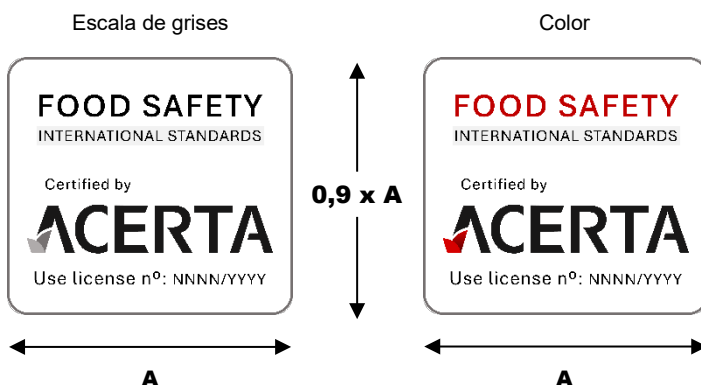 Escala de grises
FOOD SAFETY
INTERNATIONAL STANDARDS
Certified by
ACERTA
Use license nº: NNNN/YYYY
A
0,9 x A
Color
FOOD SAFETY
INTERNATIONAL STANDARDS
Certified by
ACERTA
Use license nº: NNNN/YYYY
A